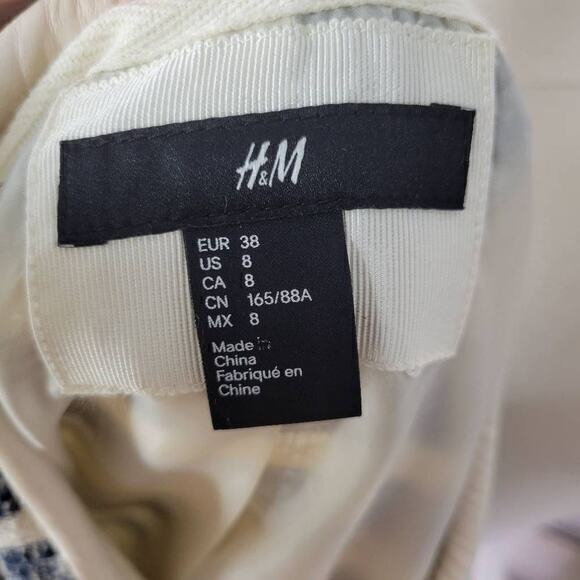 H&M
EUR 38
US 8
CA 8
CN 165/88A
MX 8
Made in
China
Fabriqué en
Chine